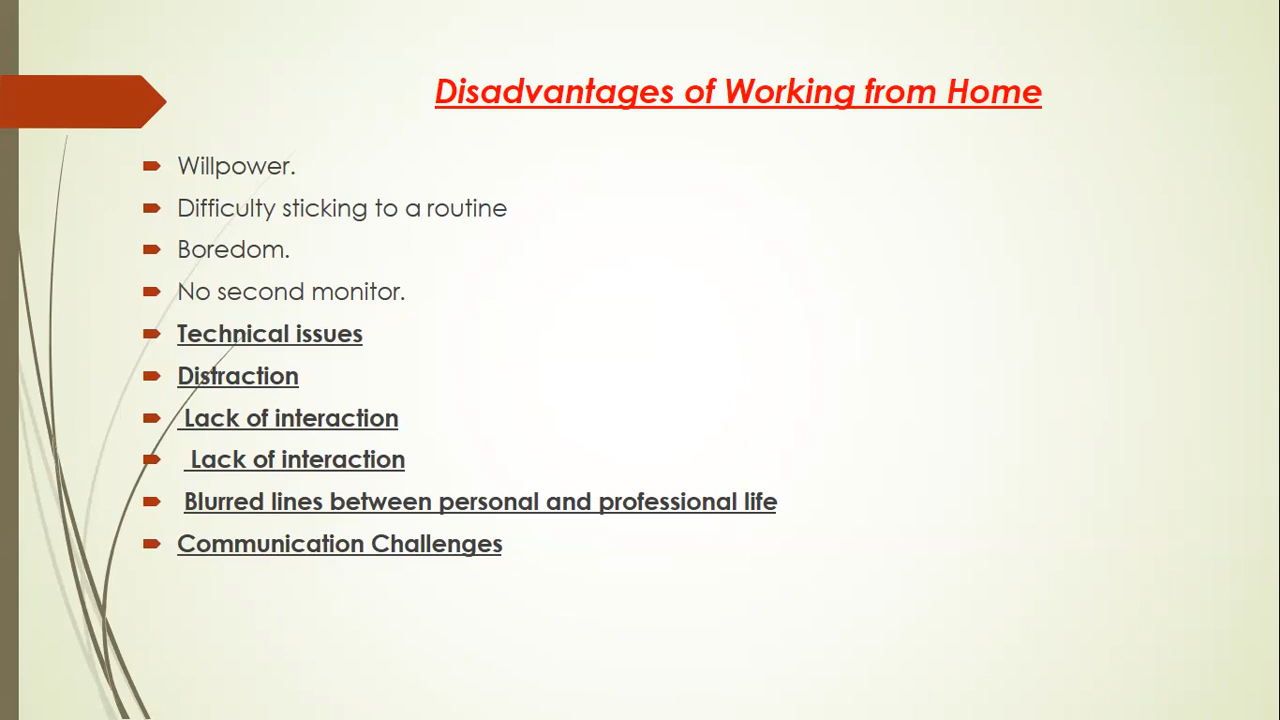 Disadvantages of Working from Home
Willpower.
Difficulty sticking to a routine
Boredom.
No second monitor.
Technical issues
Distraction
Lack of interaction
Lack of interaction
Blurred lines between personal and professional life
Communication Challenges